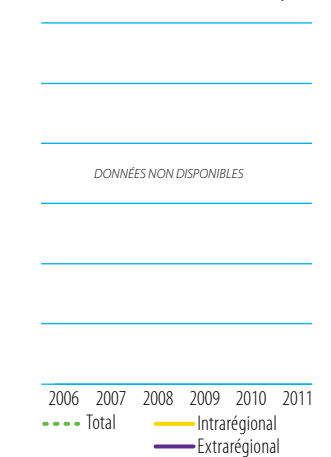 DONNÉES NON DISPONIBLES
2006 2007 2008 2009 2010 2011
Total Intrarégional
Extrarégional